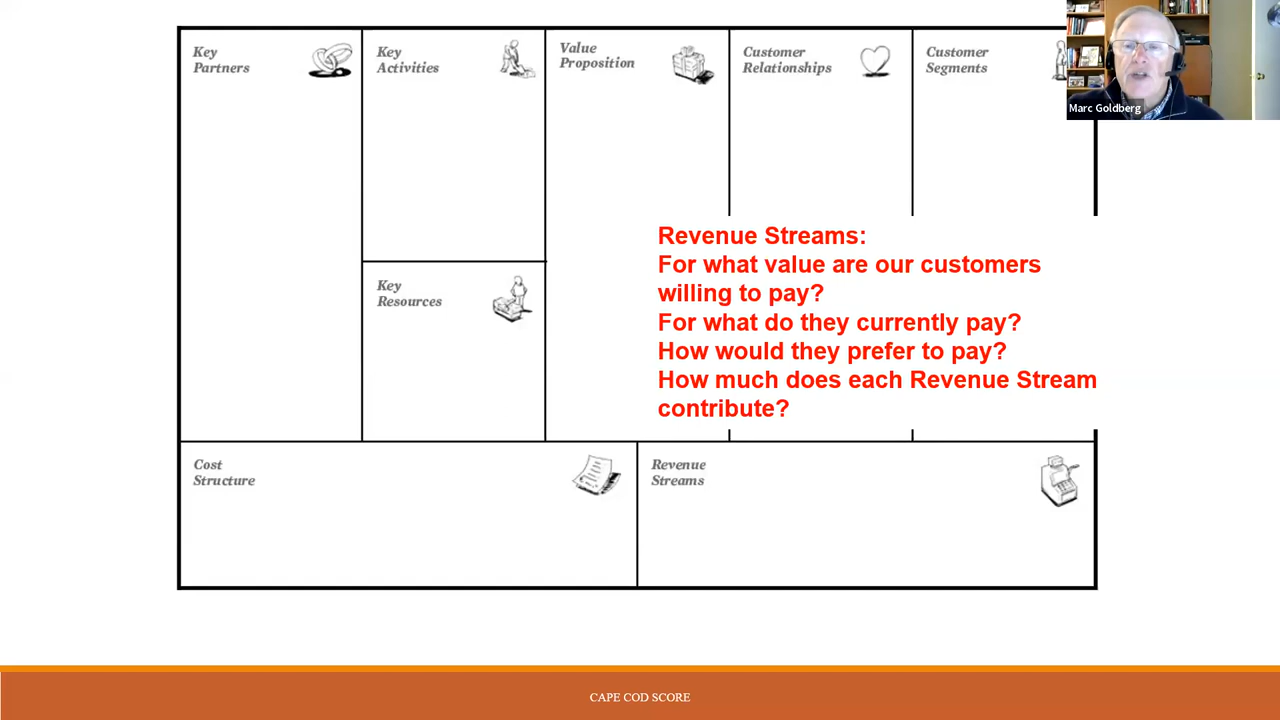 Key
Partners
Key
Activities
Value
Proposition
Customer
Relationships
Customer
Segments
Marc Goldberg
Key
Resources
Revenue Streams:
For what value are our customers
willing to pay?
For what do they currently pay?
How would they prefer to pay?
How much does each Revenue Stream
contribute?
Cost
Structure
Revenue
Streams
CAPE COD SCORE